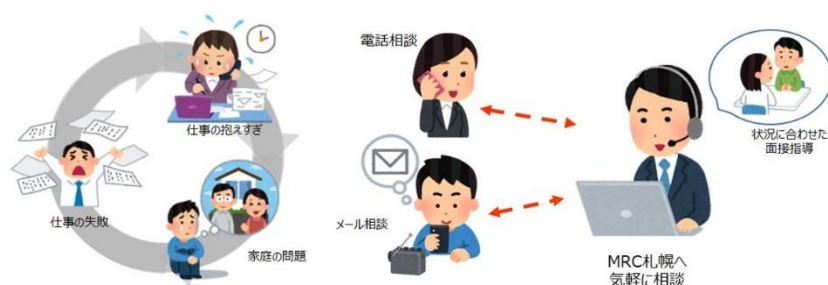 仕事の抱えすぎ
仕事の失敗
家庭の問題
電話相談
メール相談
MRC札幌へ
気軽に相談
状況に合わせた
面接指導